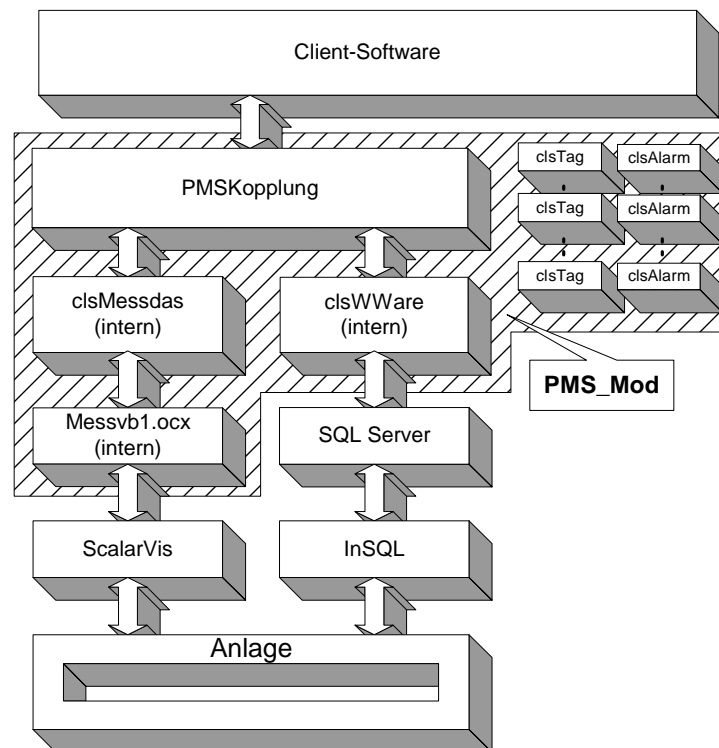 Client-Software
PMSKopplung
clsTag
clsAlarm
clsTag
clsAlarm
clsTag
clsAlarm
clsMessdas
(intern)
clsWWare
(intern)
PMS_Mod
Messvb1.ocx
(intern)
SQL Server
ScalarVis
InSQL
Anlage